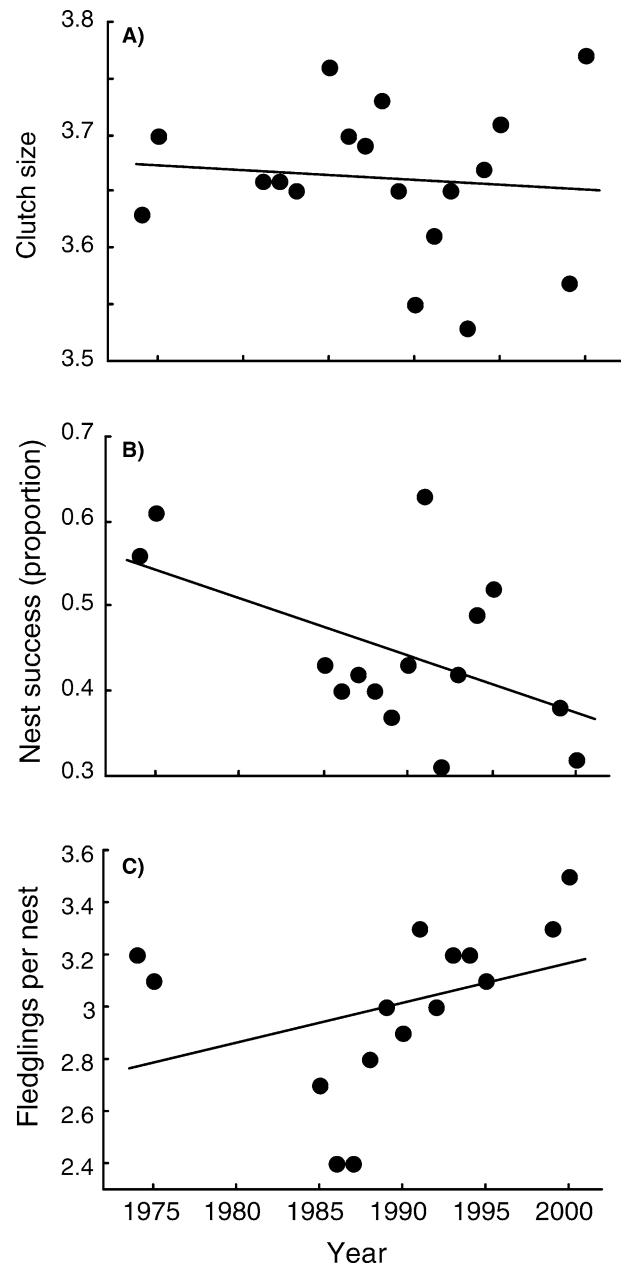 3.8
A)
3.7
3.6
3.5
Clutch size
0.7
B)
0.6
0.5
0.4
0.3
Nest success (proportion)
3.6
C)
3.4
3.2
3
2.8
2.6
2.4
Fledglings per nest
1975 1980 1985 1990 1995 2000
Year